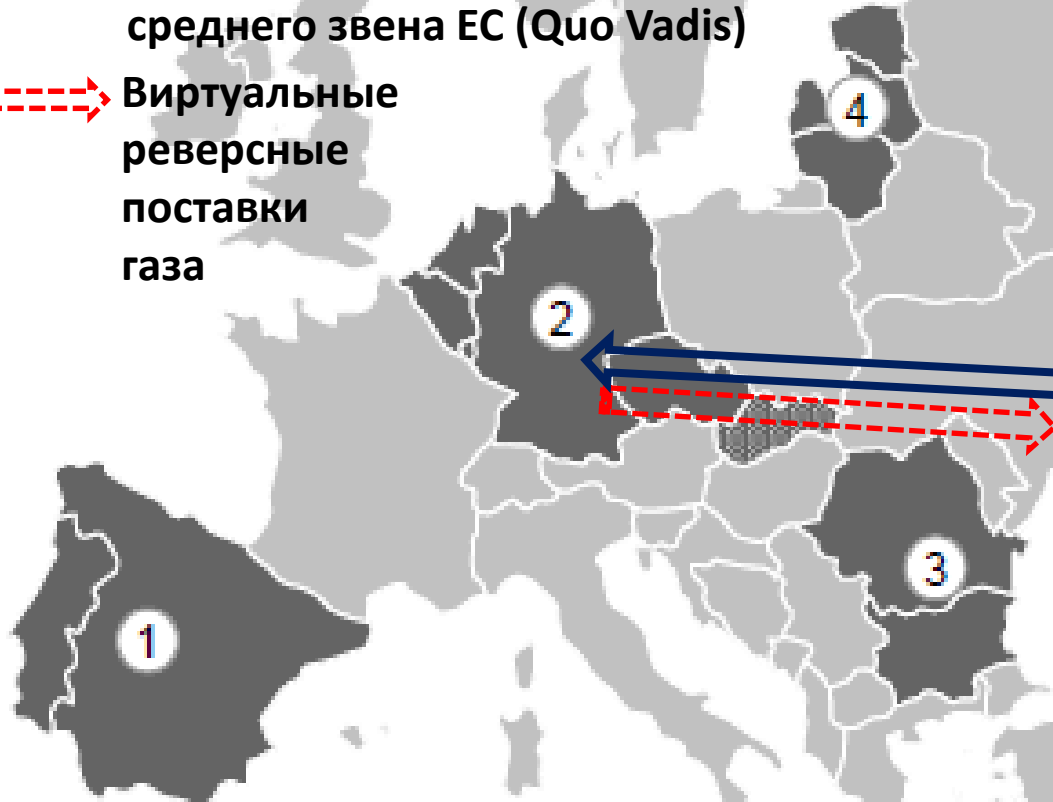 среднего звена ЕС (Quo Vadis)
Виртуальные
реверсные
поставки
газа
4
2
3
1